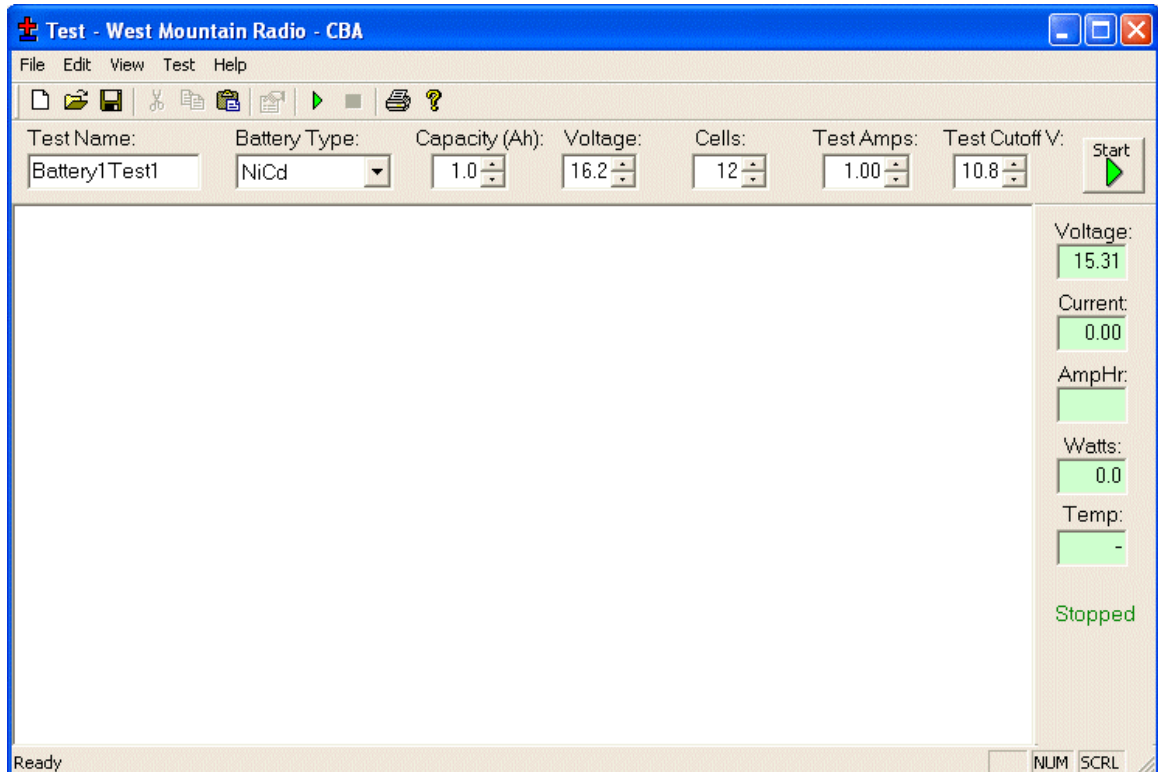 Test - West Mountain Radio - CBA
File Edit View Test Help
Test Name: Battery Type: Capacity (Ah): Voltage: Cells: Test Amps: Test Cutoff V:
Battery1Test1 NiCd 1.0 16.2 12 1.00 10.8 Start
Voltage:
15.31
Current:
0.00
AmpHr:
Watts:
0.0
Temp:
-
Stopped
Ready NUM SCRL